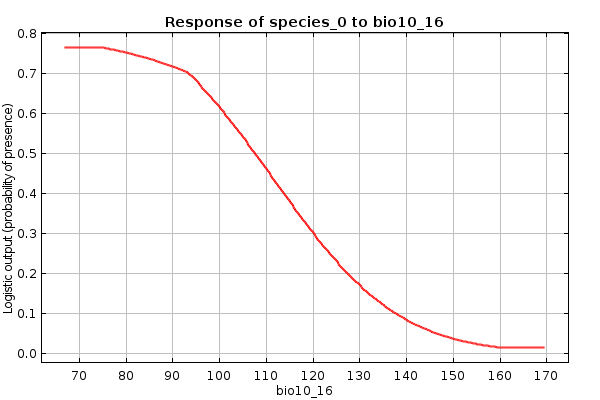 Response of species_0 to bio10_16
Logistic output (probability of presence)
0.8
0.7
0.6
0.5
0.4
0.3
0.2
0.1
0.0
70 80 90 100 110 120 130 140 150 160 170
bio10_16